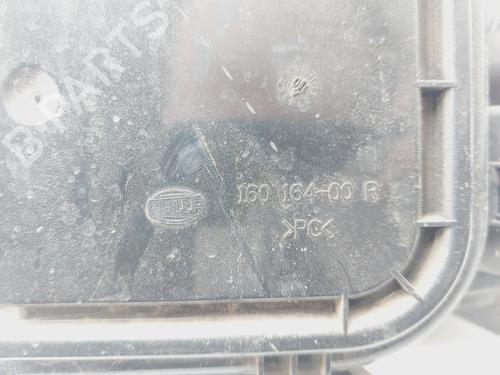 B-PARTS
HELLA
160 164-00 R
>PC<